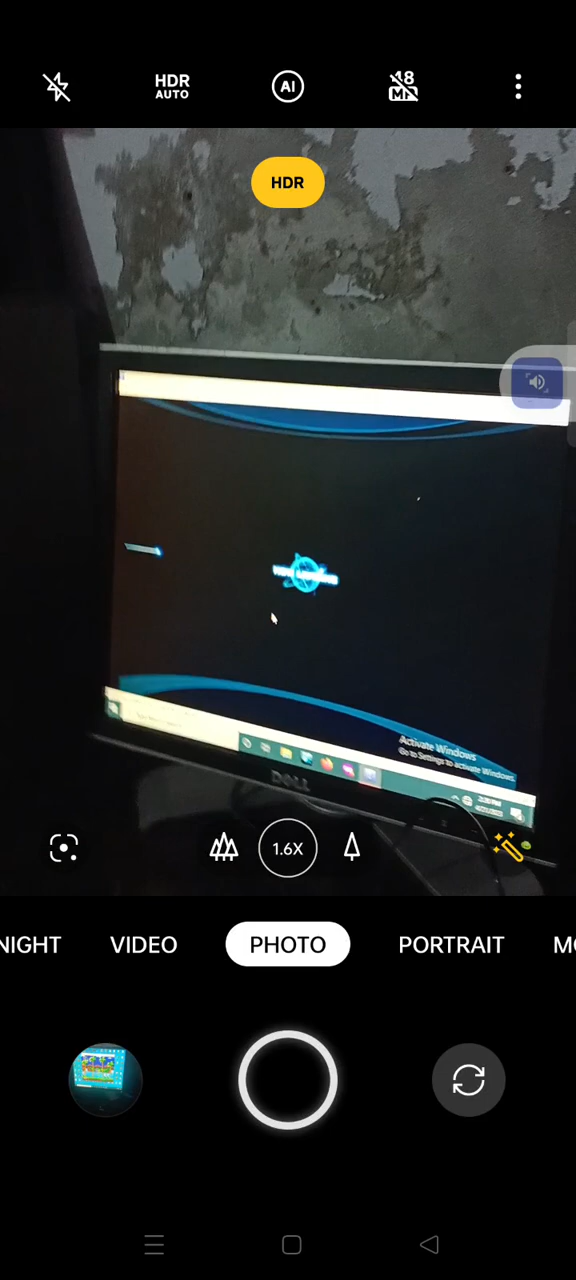 HDR
AUTO
AI
48
MP
HDR
Activate Windows
Go to Settings to activate Windows.
DELL
1.6X
NIGHT VIDEO PHOTO PORTRAIT MO